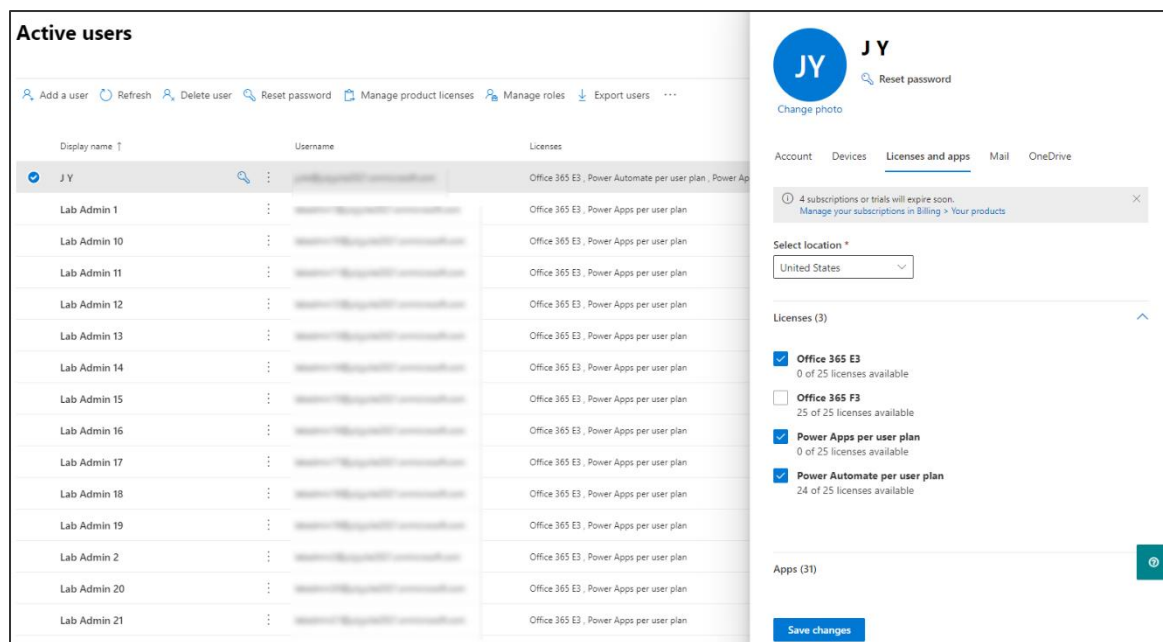 Active users
Add a user Refresh Delete user Reset password Manage product licenses Manage roles Export users ...
Display name ↑ Username Licenses
J Y Office 365 E3 , Power Automate per user plan , Power Ap
Lab Admin 1 Office 365 E3 , Power Apps per user plan
Lab Admin 10 Office 365 E3 , Power Apps per user plan
Lab Admin 11 Office 365 E3 , Power Apps per user plan
Lab Admin 12 Office 365 E3 , Power Apps per user plan
Lab Admin 13 Office 365 E3 , Power Apps per user plan
Lab Admin 14 Office 365 E3 , Power Apps per user plan
Lab Admin 15 Office 365 E3 , Power Apps per user plan
Lab Admin 16 Office 365 E3 , Power Apps per user plan
Lab Admin 17 Office 365 E3 , Power Apps per user plan
Lab Admin 18 Office 365 E3 , Power Apps per user plan
Lab Admin 19 Office 365 E3 , Power Apps per user plan
Lab Admin 2 Office 365 E3 , Power Apps per user plan
Lab Admin 20 Office 365 E3 , Power Apps per user plan
Lab Admin 21 Office 365 E3 , Power Apps per user plan
JY
J Y
Reset password
Change photo
Account Devices Licenses and apps Mail OneDrive
4 subscriptions or trials will expire soon.
Manage your subscriptions in Billing > Your products
Select location *
United States
Licenses (3)
Office 365 E3
0 of 25 licenses available
Office 365 F3
25 of 25 licenses available
Power Apps per user plan
0 of 25 licenses available
Power Automate per user plan
24 of 25 licenses available
Apps (31)
Save changes